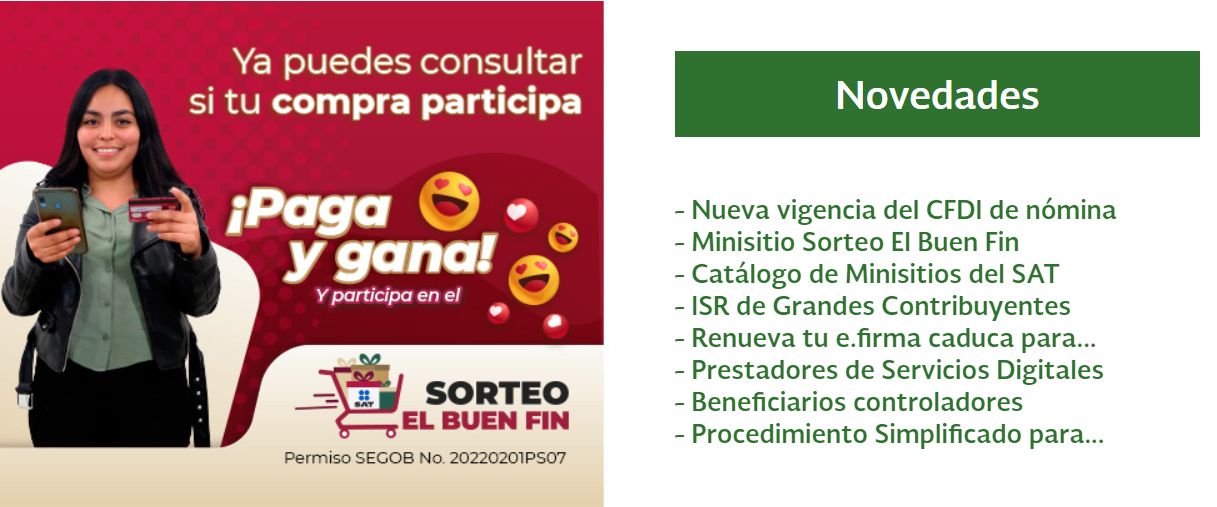 Ya puedes consultar
si tu compra participa
¡Paga
y gana!
Y participa en el
SAT
SORTEO
EL BUEN FIN
Permiso SEGOB No. 20220201PS07
Novedades
- Nueva vigencia del CFDI de nómina
- Minisitio Sorteo El Buen Fin
- Catálogo de Minisitios del SAT
- ISR de Grandes Contribuyentes
- Renueva tu e.firma caduca para...
- Prestadores de Servicios Digitales
- Beneficiarios controladores
- Procedimiento Simplificado para...